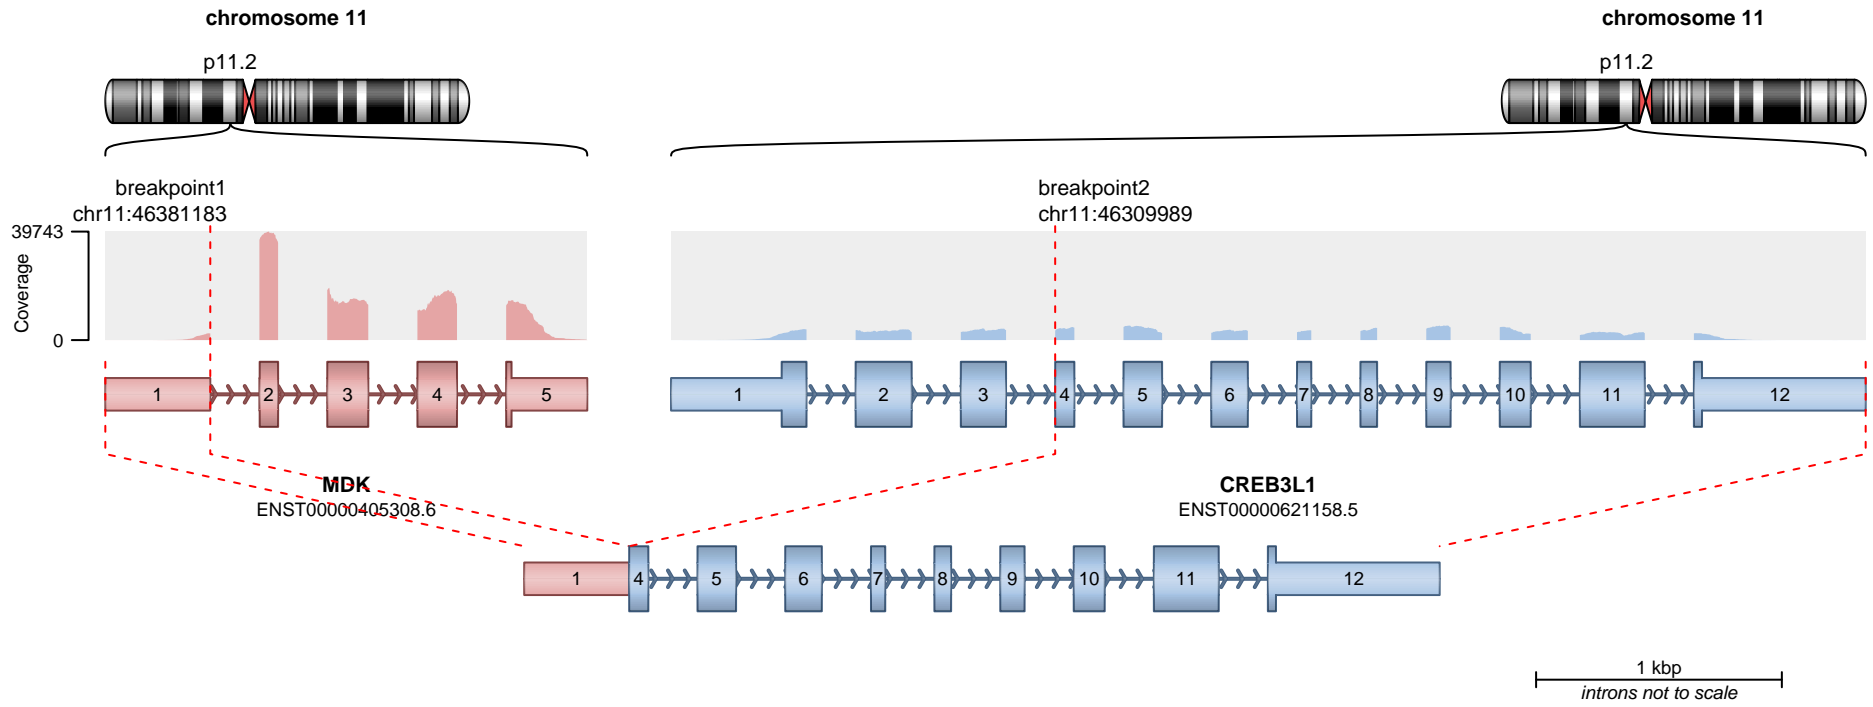 chromosome 11
chromosome 11
p11.2
p11.2
breakpoint1
chr11:46381183
breakpoint2
chr11:46309989
39743
Coverage
0
1 2 3 4 5
1 2 3 4 5 6 7 8 9 10 11 12
MDK
ENST00000405308.6
CREB3L1
ENST00000621158.5
1 4 5 6 7 8 9 10 11 12
1 kbp
introns not to scale